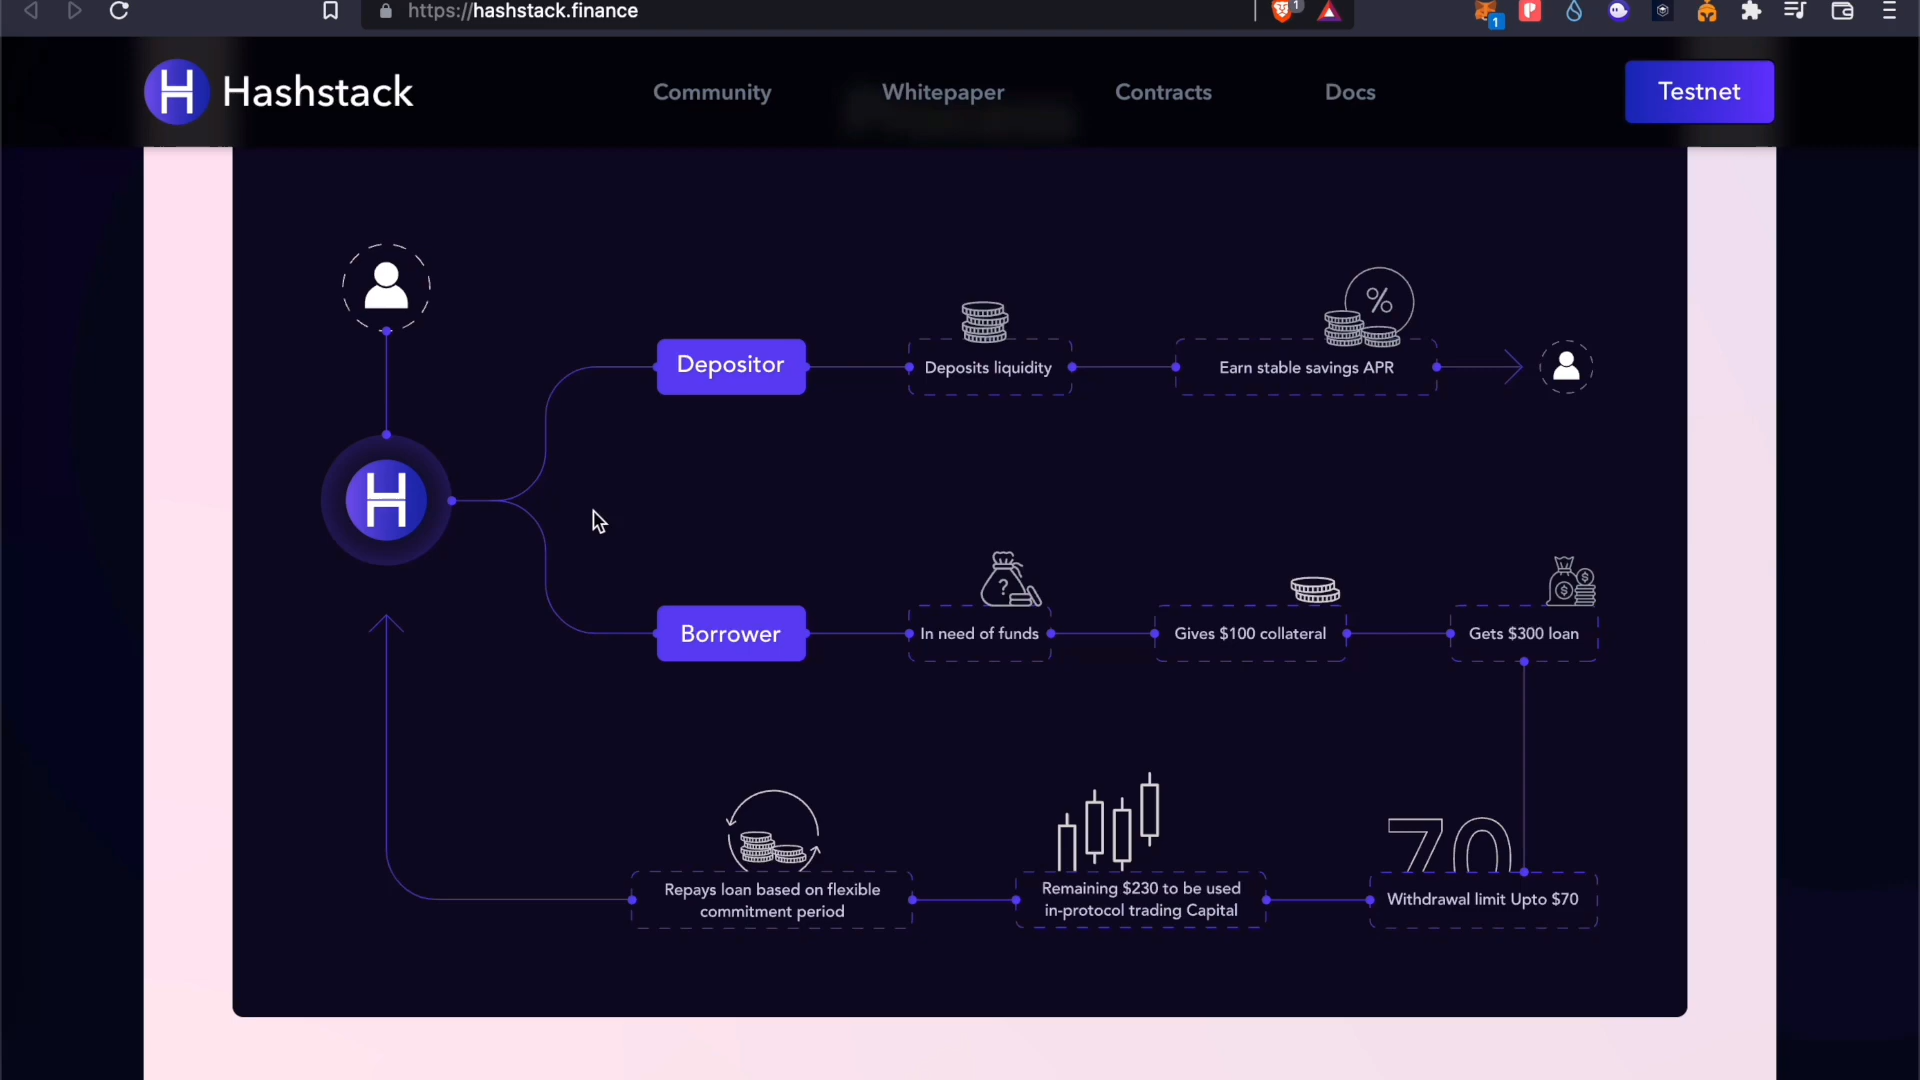 https://hashstack.finance
1
1
Hashstack
Community
Whitepaper
Contracts
Docs
Testnet
%
Depositor
Deposits liquidity
Earn stable savings APR
H
Borrower
In need of funds
Gives $100 collateral
Gets $300 loan
70
Repays loan based on flexible
commitment period
Remaining $230 to be used
in-protocol trading Capital
Withdrawal limit Upto $70